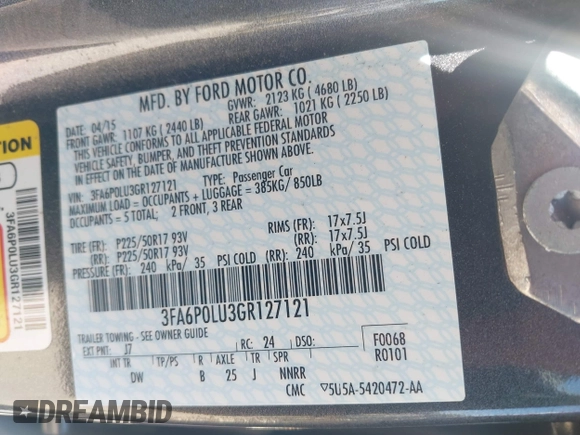 MFD. BY FORD MOTOR CO.
DATE: 04/15 GVWR: 2123 KG ( 4680 LB)
FRONT GAWR: 1107 KG ( 2440 LB) REAR GAWR: 1021 KG ( 2250 LB)
THIS VEHICLE CONFORMS TO ALL APPLICABLE FEDERAL MOTOR
VEHICLE SAFETY, BUMPER, AND THEFT PREVENTION STANDARDS
IN EFFECT ON THE DATE OF MANUFACTURE SHOWN ABOVE.
VIN: 3FA6P0LU3GR127121 TYPE: Passenger Car
MAXIMUM LOAD = OCCUPANTS + LUGGAGE = 385KG/ 850LB
OCCUPANTS = 5 TOTAL; 2 FRONT, 3 REAR
TIRE (FR): P225/50R17 93V RIMS (FR): 17x7.5J
(RR): P225/50R17 93V (RR): 17x7.5J
PRESSURE (FR): 240 kPa/ 35 PSI COLD (RR): 240 kPa/ 35 PSI COLD
3FA6P0LU3GR127121
TRAILER TOWING - SEE OWNER GUIDE
EXT PNT: J7 RC: 24 DSO: F0068
INT TR TP/PS R AXLE TR SPR R0101
DW B 25 J NNRR
CMC ▽5U5A-5420472-AA
3FA6P0LU3GR127121
DREAMBID